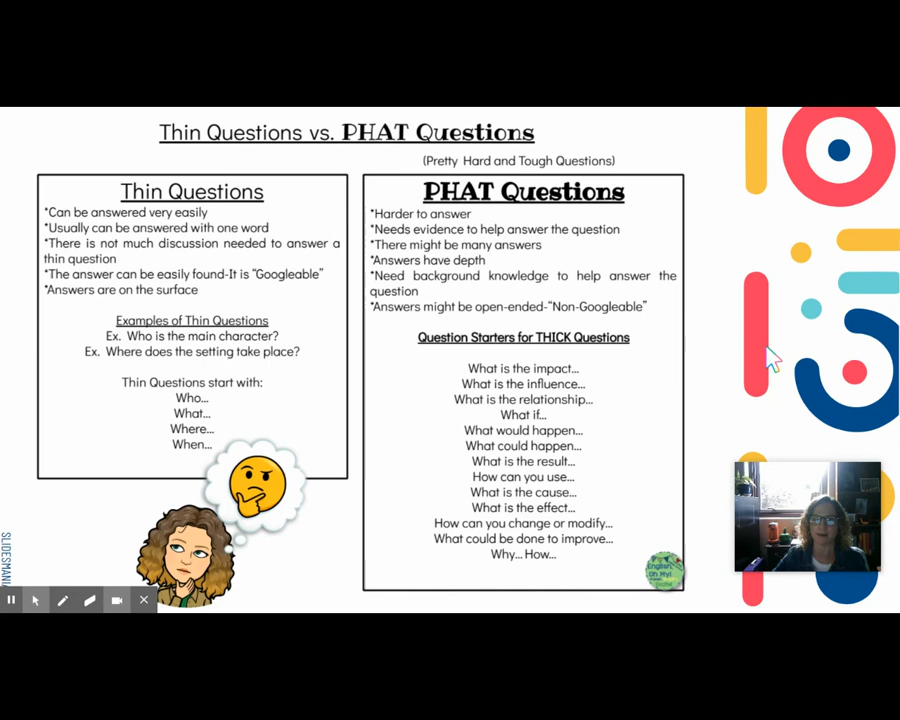 Thin Questions vs. PHAT Questions
(Pretty Hard and Tough Questions)
Thin Questions
*Can be answered very easily
*Usually can be answered with one word
*There is not much discussion needed to answer a
thin question
*The answer can be easily found-It is “Googleable”
*Answers are on the surface
Examples of Thin Questions
Ex. Who is the main character?
Ex. Where does the setting take place?
Thin Questions start with:
Who...
What...
Where...
When...
PHAT Questions
*Harder to answer
*Needs evidence to help answer the question
*There might be many answers
*Answers have depth
*Need background knowledge to help answer the
question
*Answers might be open-ended-“Non-Googleable”
Question Starters for THICK Questions
What is the impact...
What is the influence...
What is the relationship...
What if...
What would happen...
What could happen...
What is the result...
How can you use...
What is the cause...
What is the effect...
How can you change or modify...
What could be done to improve...
Why... How...
English,
Oh My!
SLIDESMANIA